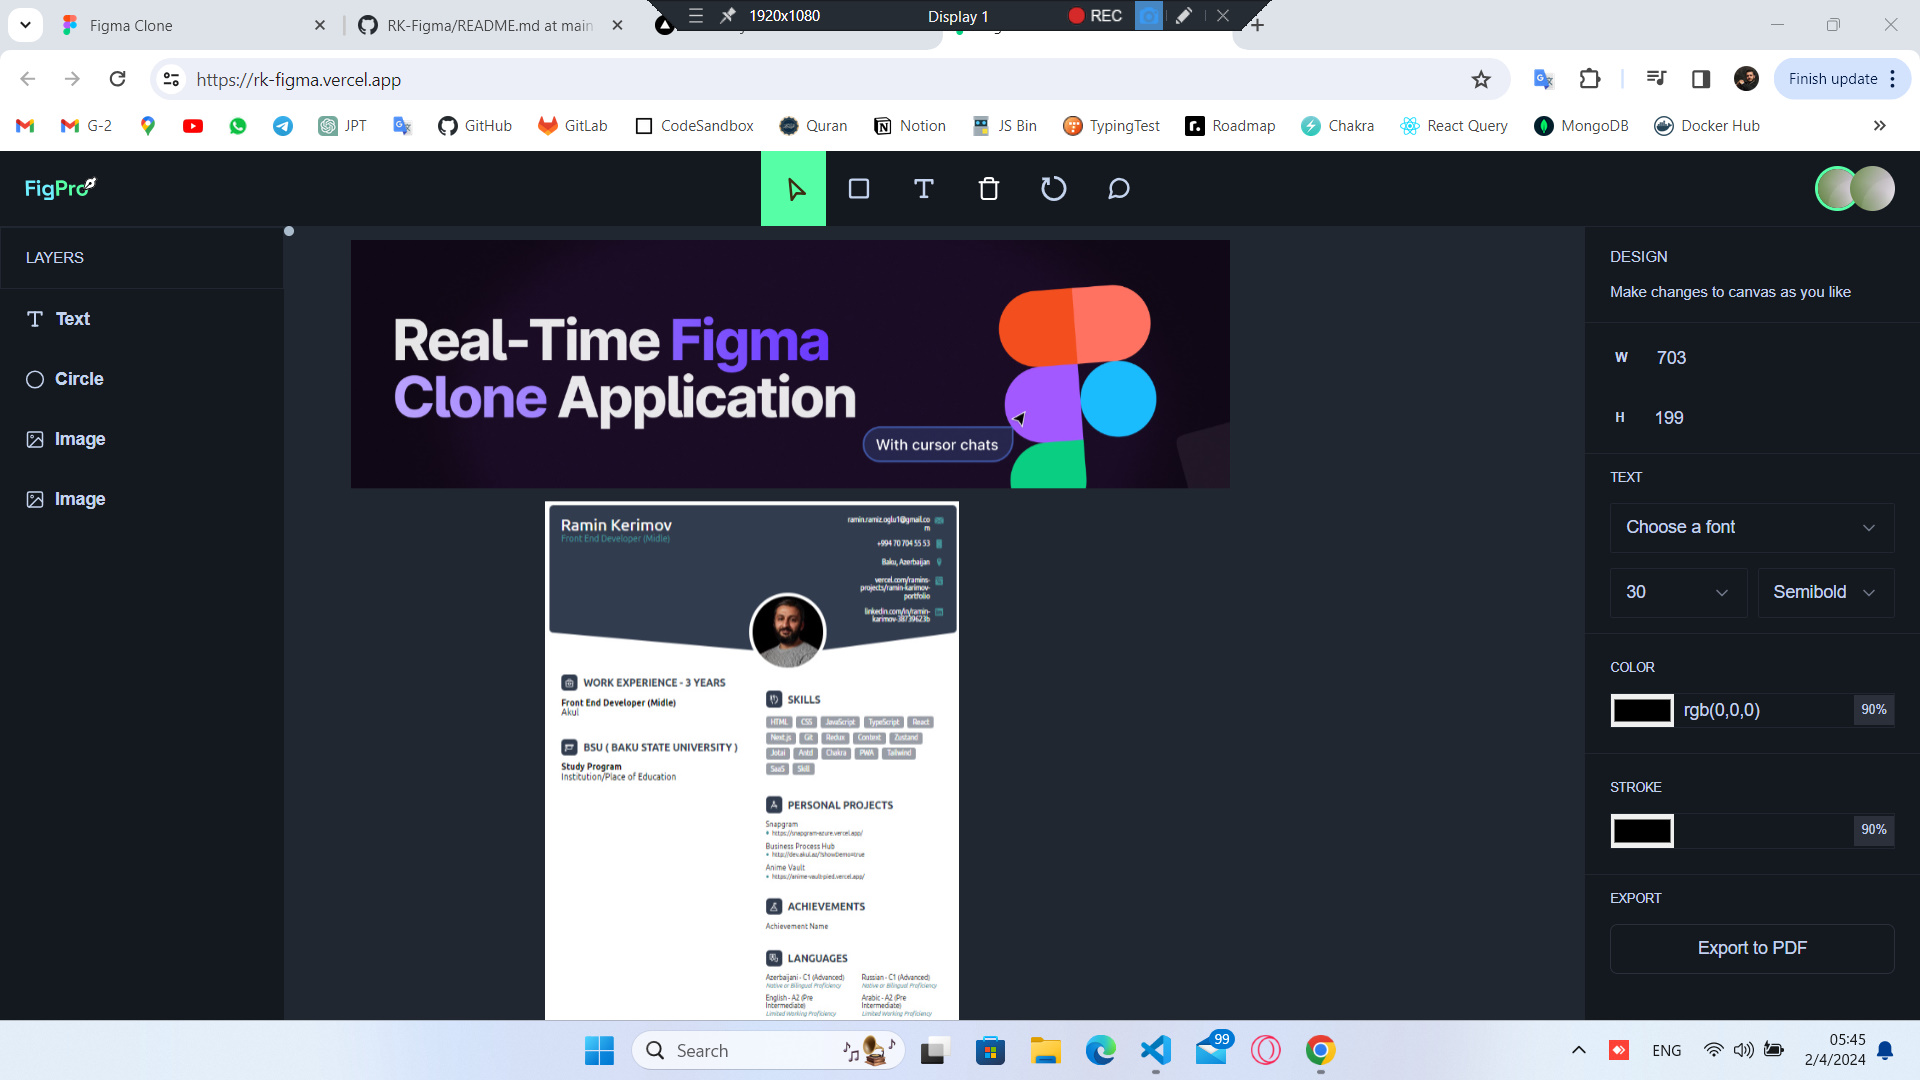 Figma Clone
RK-Figma/README.md at main
1920x1080
Display 1
REC
https://rk-figma.vercel.app
Finish update
G-2
JPT
GitHub
GitLab
CodeSandbox
Quran
Notion
JS Bin
TypingTest
Roadmap
Chakra
React Query
MongoDB
Docker Hub
FigPro
LAYERS
Text
Circle
Image
Image
Real-Time Figma
Clone Application
With cursor chats
Ramin Kerimov
Front End Developer (Midle)
ramin.ramiz.oglu1@gmail.co
m
+994 70 704 55 53
Baku, Azerbaijan
vercel.com/ramins-
projects/ramin-karimov-
portfolio
linkedin.com/in/ramin-
karimov-38739623b
WORK EXPERIENCE - 3 YEARS
Front End Developer (Midle)
Akul
BSU ( BAKU STATE UNIVERSITY )
Study Program
Institution/Place of Education
SKILLS
HTML CSS JavaScript TypeScript React
Next.js Git Redux Context Zustand
Jotai Antd Chakra PWA Tailwind
SaaS Skill
PERSONAL PROJECTS
Snapgram
https://snapgram-azure.vercel.app/
Business Process Hub
http://dev.akul.az/?showDemo=true
Anime Vault
https://anime-vault-pied.vercel.app/
ACHIEVEMENTS
Achievement Name
LANGUAGES
Azerbaijani - C1 (Advanced)
Native or Bilingual Proficiency
Russian - C1 (Advanced)
Native or Bilingual Proficiency
English - A2 (Pre
Intermediate)
Limited Working Proficiency
Arabic - A2 (Pre
Intermediate)
Limited Working Proficiency
DESIGN
Make changes to canvas as you like
W 703
H 199
TEXT
Choose a font
30
Semibold
COLOR
rgb(0,0,0)
90%
STROKE
90%
EXPORT
Export to PDF
Search
99
ENG
05:45
2/4/2024